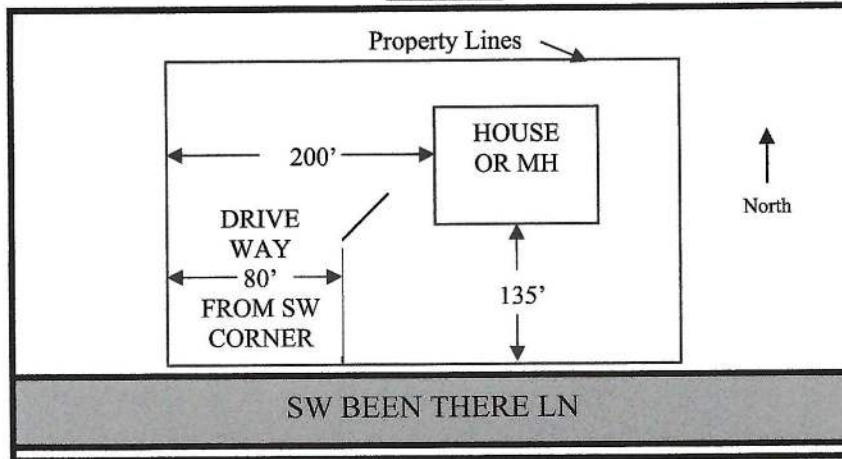 Property Lines
HOUSE
OR MH
200’
North
DRIVE
WAY
80’
FROM SW
CORNER
135’
SW BEEN THERE LN